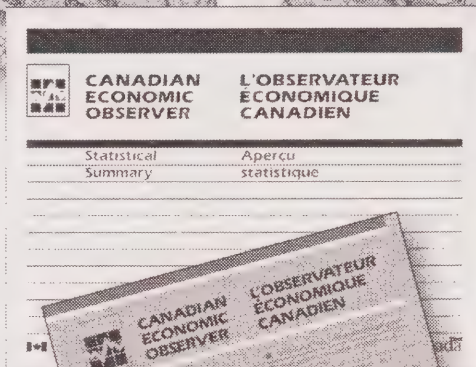 CANADIAN
ECONOMIC
OBSERVER
L'OBSERVATEUR
ÉCONOMIQUE
CANADIEN
Statistical
Summary
Aperçu
statistique
CANADIAN
ECONOMIC
OBSERVER
L'OBSERVATEUR
ÉCONOMIQUE
CANADIEN